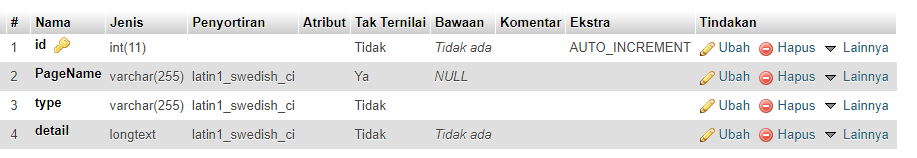 # Nama Jenis Penyortiran Atribut Tak Ternilai Bawaan Komentar Ekstra Tindakan
1 id int(11) Tidak Tidak ada AUTO_INCREMENT Ubah Hapus Lainnya
2 PageName varchar(255) latin1_swedish_ci Ya NULL Ubah Hapus Lainnya
3 type varchar(255) latin1_swedish_ci Tidak Ubah Hapus Lainnya
4 detail longtext latin1_swedish_ci Tidak Tidak ada Ubah Hapus Lainnya